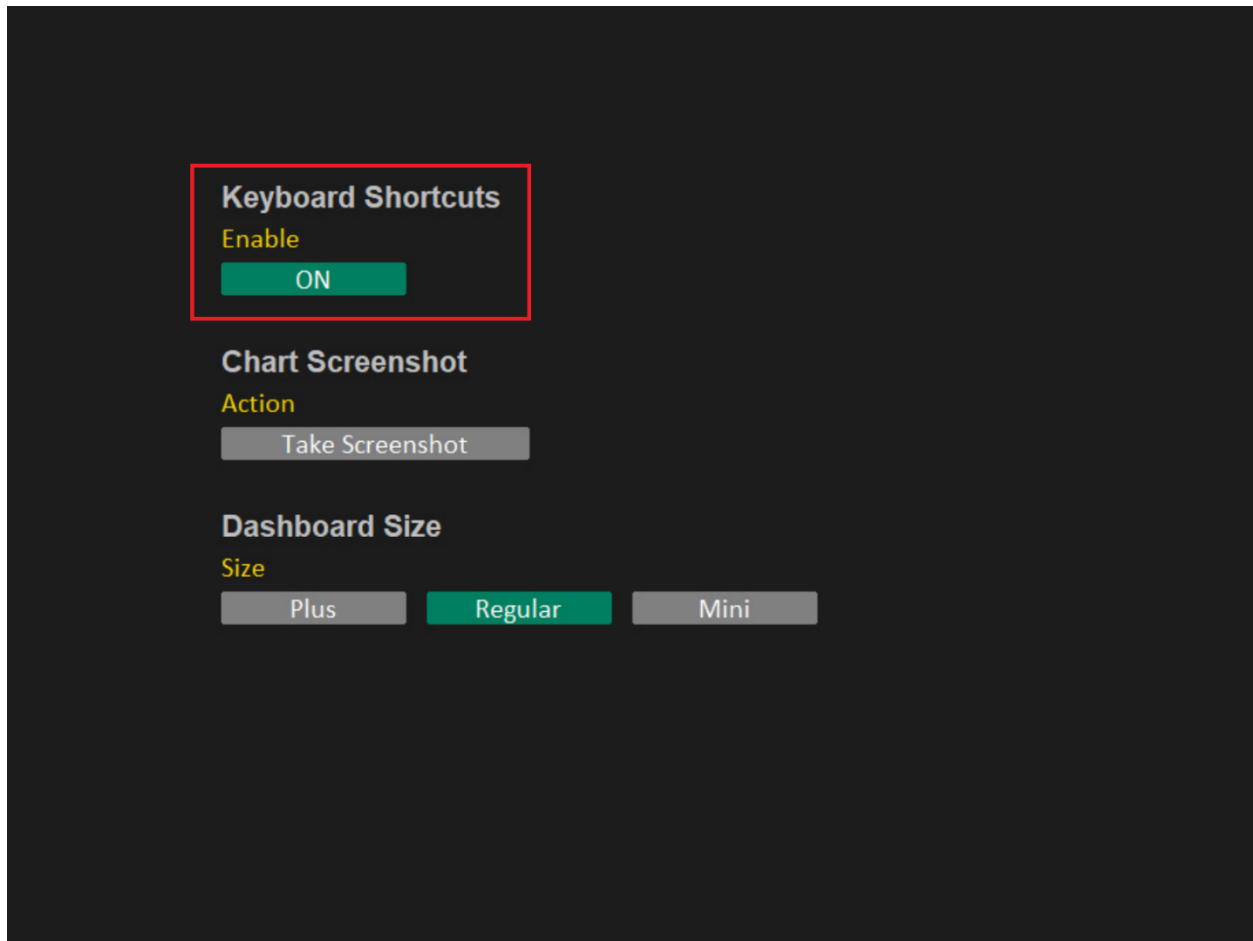 Keyboard Shortcuts
Enable
ON
Chart Screenshot
Action
Take Screenshot
Dashboard Size
Size
Plus Regular Mini